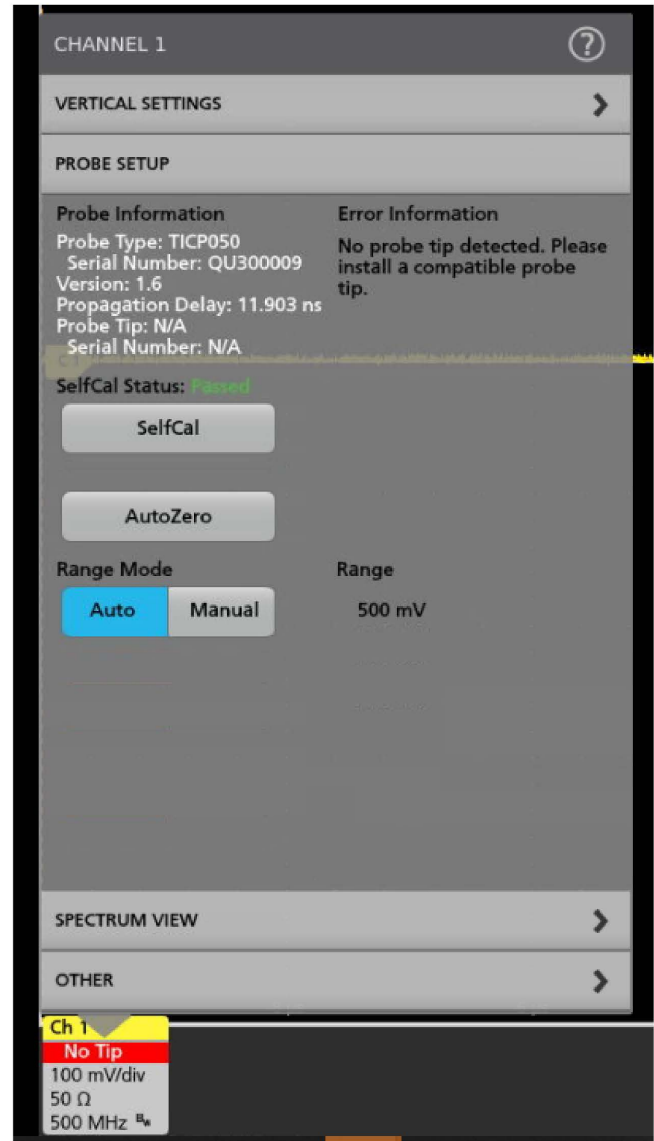 CHANNEL 1
?
VERTICAL SETTINGS
PROBE SETUP
Probe Information
Probe Type: TICP050
Serial Number: QU300009
Version: 1.6
Propagation Delay: 11.903 ns
Probe Tip: N/A
Serial Number: N/A
Error Information
No probe tip detected. Please
install a compatible probe
tip.
SelfCal Status: Passed
SelfCal
AutoZero
Range Mode
Auto
Manual
Range
500 mV
SPECTRUM VIEW
OTHER
Ch 1
No Tip
100 mV/div
50 Ω
500 MHz Bw